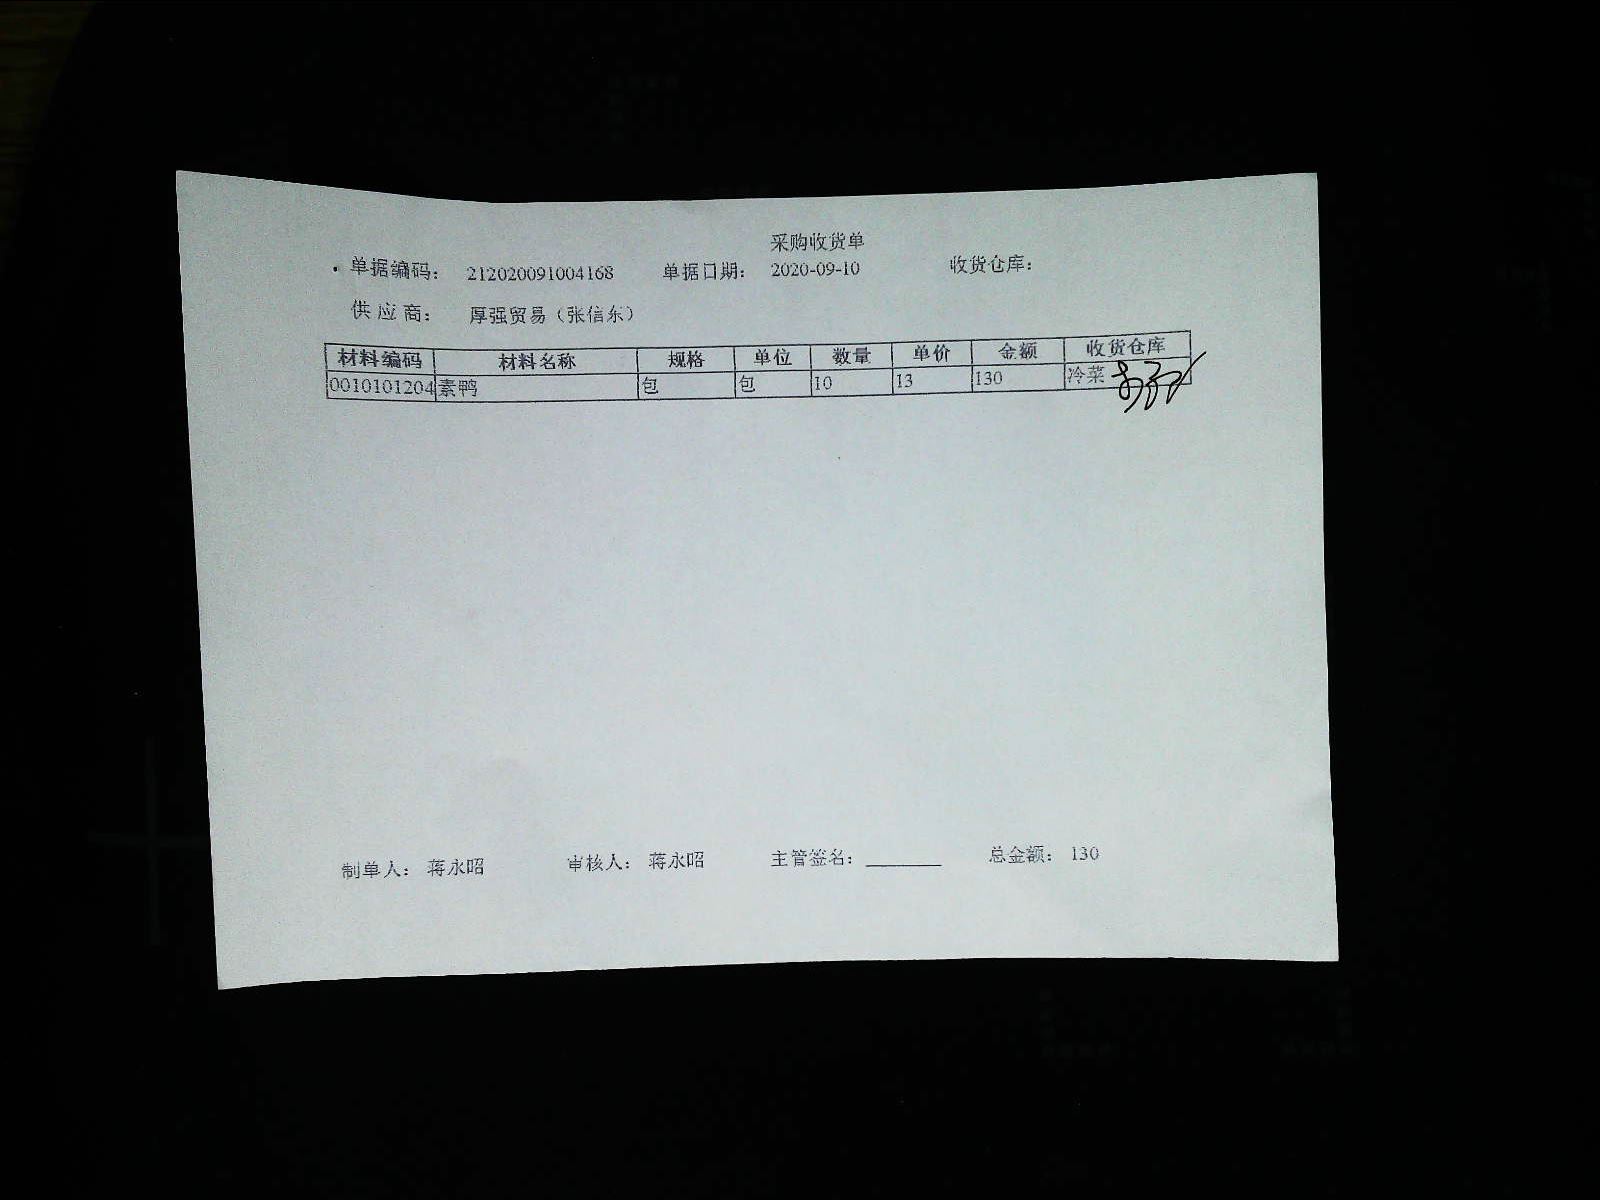 采购收货单
单据编码： 212020091004168 单据日期： 2020-09-10 收货仓库：
供 应 商： 厚强贸易（张信东）
材料编码 材料名称 规格 单位 数量 单价 金额 收货仓库
0010101204 素鸭 包 包 10 13 130 冷菜
制单人： 蒋永昭 审核人： 蒋永昭 主管签名： 总金额： 130